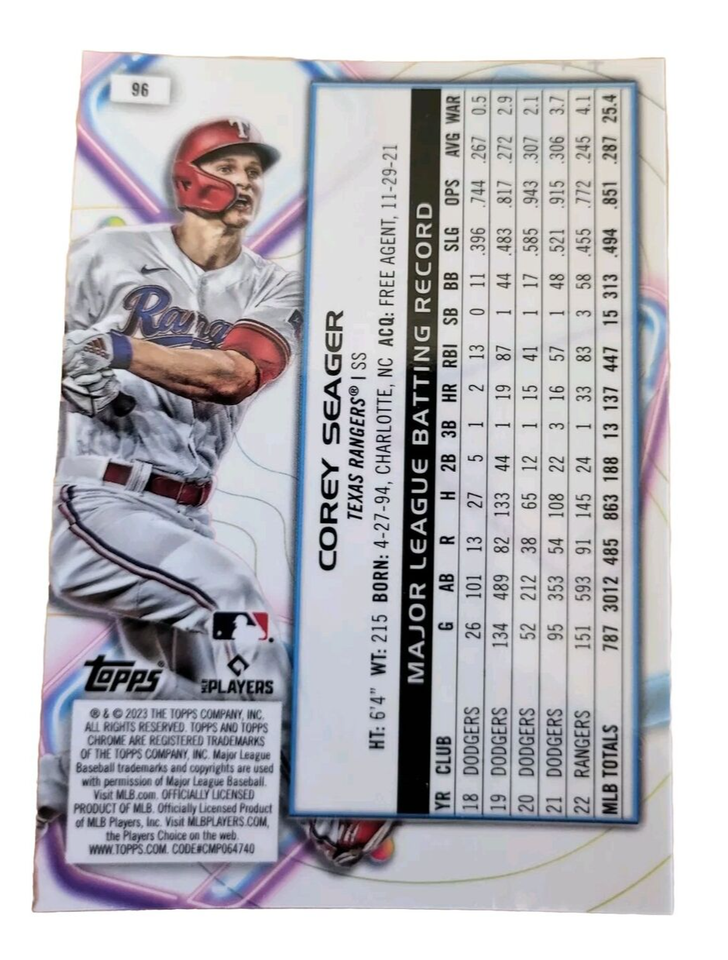 96
T
Rang
COREY SEAGER
TEXAS RANGERS® | SS
HT: 6'4" WT: 215 BORN: 4-27-94, CHARLOTTE, NC ACQ: FREE AGENT, 11-29-21
MAJOR LEAGUE BATTING RECORD
YR CLUB G AB R H 2B 3B HR RBI SB BB SLG OPS AVG WAR
18 DODGERS 26 101 13 27 5 1 2 13 0 11 .396 .744 .267 0.5
19 DODGERS 134 489 82 133 44 1 19 87 1 44 .483 .817 .272 2.9
20 DODGERS 52 212 38 65 12 1 15 41 1 17 .585 .943 .307 2.1
21 DODGERS 95 353 54 108 22 3 16 57 1 48 .521 .915 .306 3.7
22 RANGERS 151 593 91 145 24 1 33 83 3 58 .455 .772 .245 4.1
MLB TOTALS 787 3012 485 863 188 13 137 447 15 313 .494 .851 .287 25.4
topps®
MLB PLAYERS
® & © 2023 THE TOPPS COMPANY, INC.
ALL RIGHTS RESERVED. TOPPS AND TOPPS
CHROME ARE REGISTERED TRADEMARKS
OF THE TOPPS COMPANY, INC. Major League
Baseball trademarks and copyrights are used
with permission of Major League Baseball.
Visit MLB.com. OFFICIALLY LICENSED
PRODUCT OF MLB. Officially Licensed Product
of MLB Players, Inc. Visit MLBPLAYERS.COM,
the Players Choice on the web.
WWW.TOPPS.COM. CODE#CMP064740